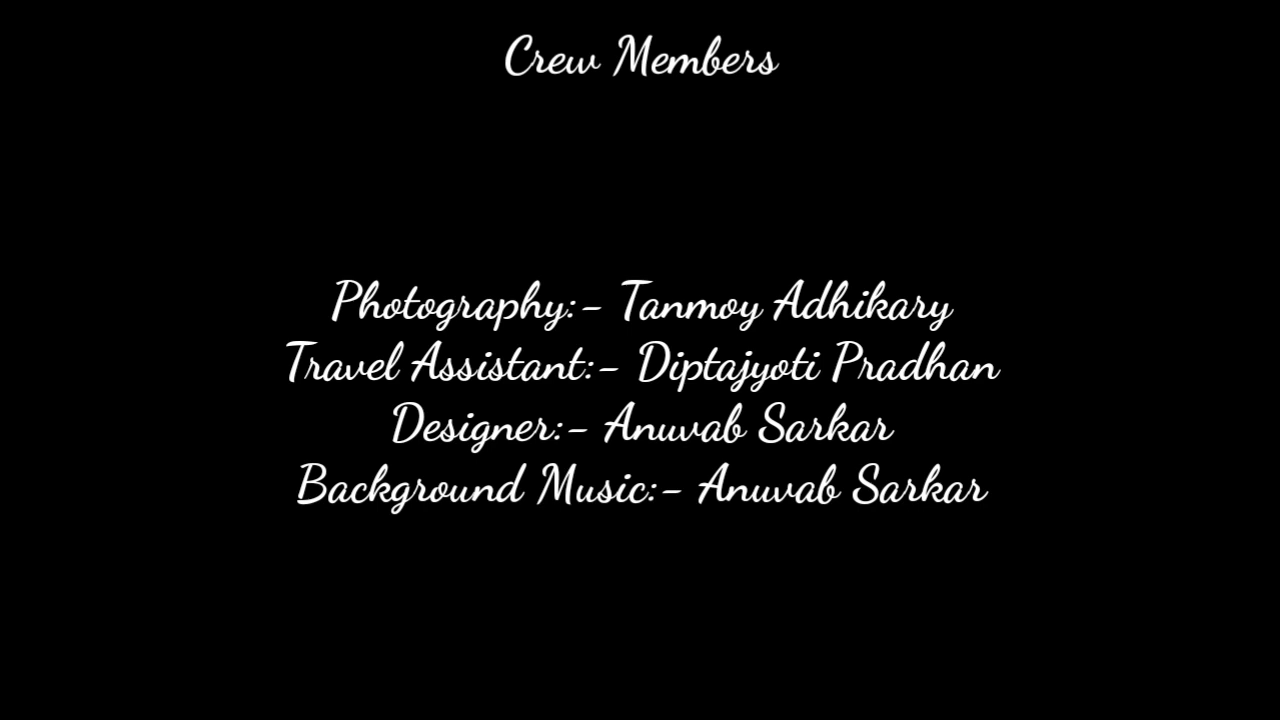 Crew Members
Photography:- Tanmoy Adhikary
Travel Assistant:- Diptajyoti Pradhan
Designer:- Anuvab Sarkar
Background Music:- Anuvab Sarkar